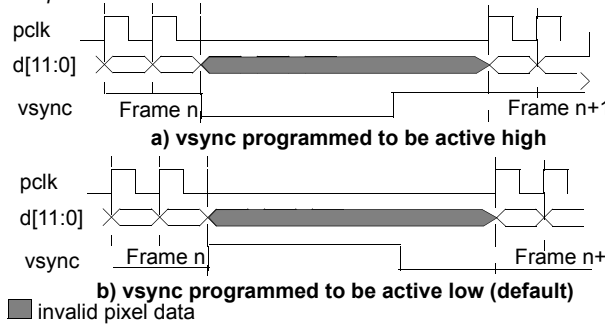 pclk
d[11:0]
vsync Frame n Frame n+1
a) vsync programmed to be active high
pclk
d[11:0]
vsync Frame n Frame n+
b) vsync programmed to be active low (default)
invalid pixel data